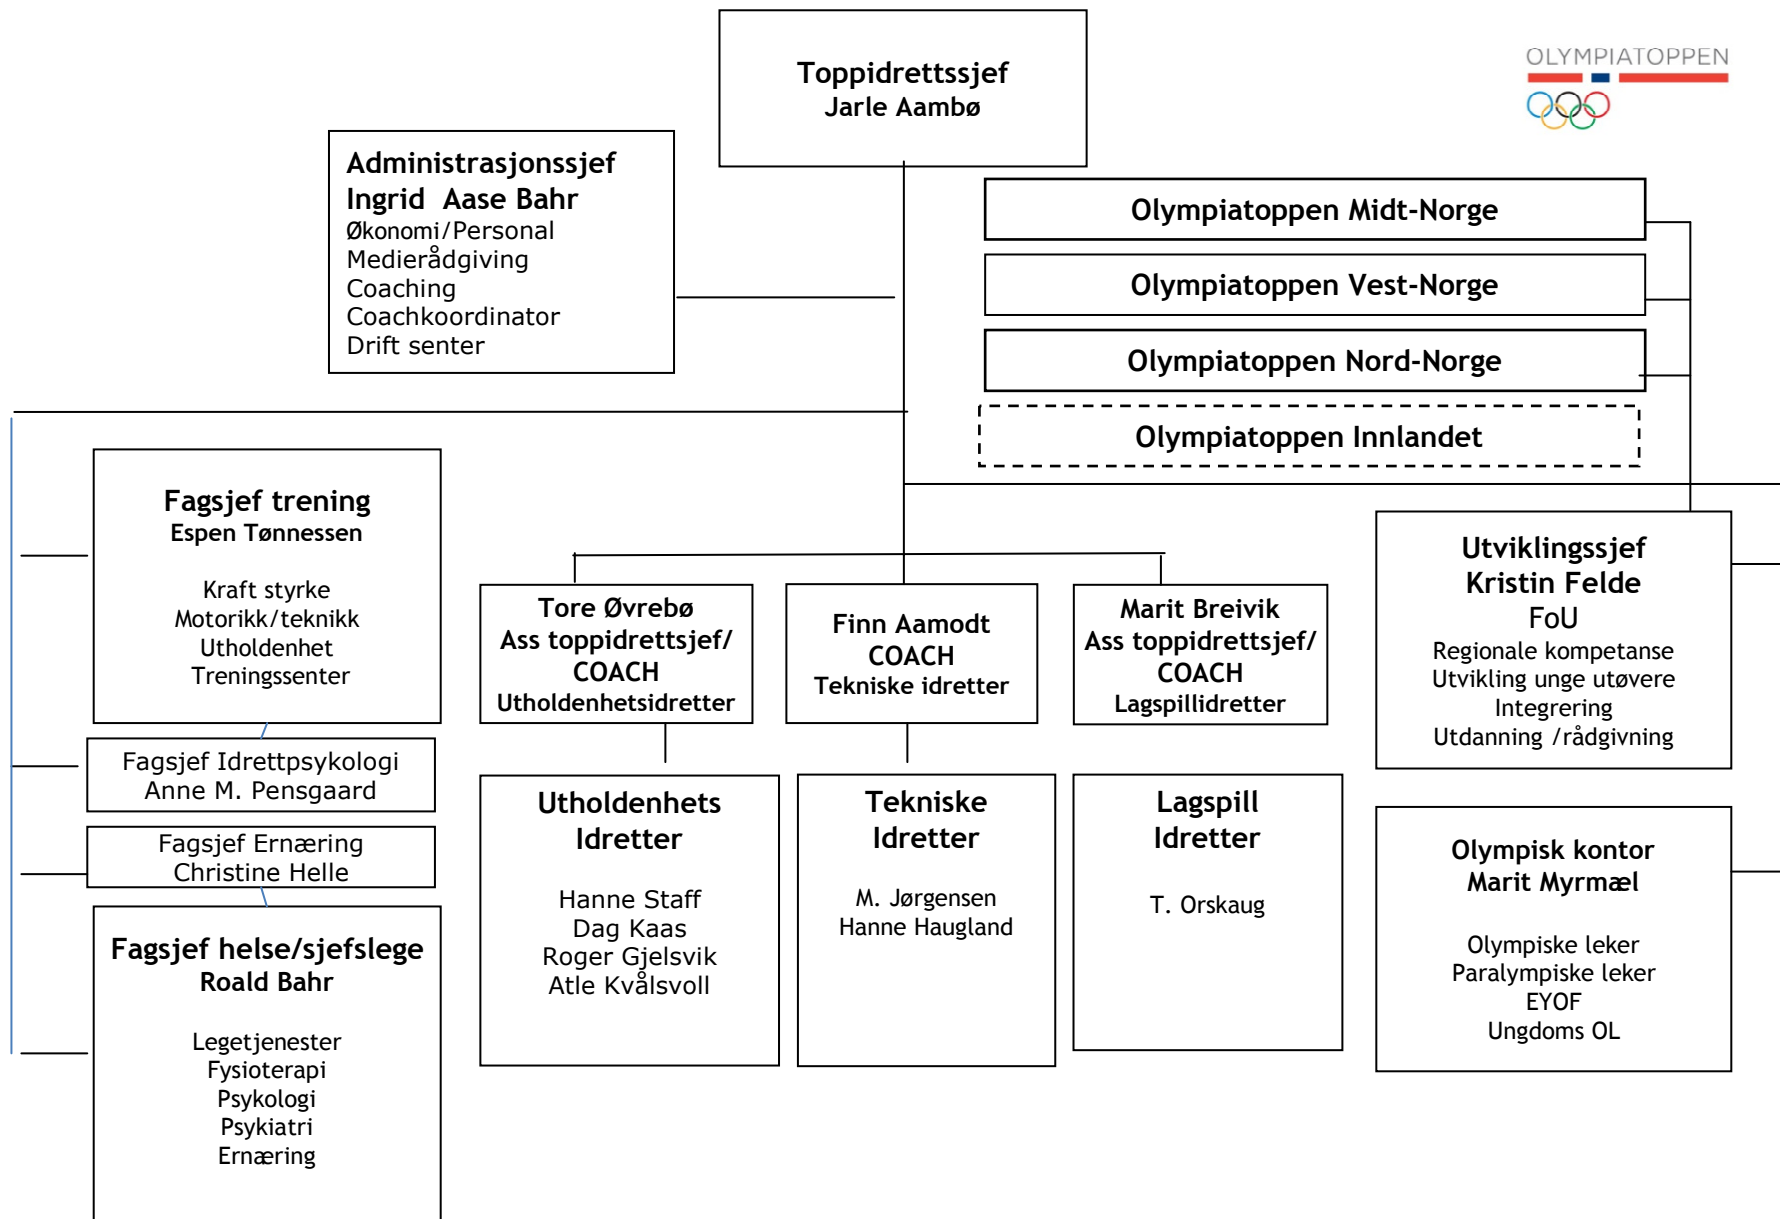 Toppidrettssjef
Jarle Aambø
OLYMPIATOPPEN
Administrasjonssjef
Ingrid Aase Bahr
Økonomi/Personal
Medierådgiving
Coaching
Coachkoordinator
Drift senter
Olympiatoppen Midt-Norge
Olympiatoppen Vest-Norge
Olympiatoppen Nord-Norge
Olympiatoppen Innlandet
Fagsjef trening
Espen Tønnessen
Kraft styrke
Motorikk/teknikk
Utholdenhet
Treningssenter
Fagsjef Idrettpsykologi
Anne M. Pensgaard
Fagsjef Ernæring
Christine Helle
Fagsjef helse/sjefslege
Roald Bahr
Legetjenester
Fysioterapi
Psykologi
Psykiatri
Ernæring
Tore Øvrebø
Ass toppidrettsjef/
COACH
Utholdenhetsidretter
Finn Aamodt
COACH
Tekniske idretter
Marit Breivik
Ass toppidrettsjef/
COACH
Lagspillidretter
Utholdenhets
Idretter
Hanne Staff
Dag Kaas
Roger Gjelsvik
Atle Kvålsvoll
Tekniske
Idretter
M. Jørgensen
Hanne Haugland
Lagspill
Idretter
T. Orskaug
Utviklingssjef
Kristin Felde
FoU
Regionale kompetanse
Utvikling unge utøvere
Integrering
Utdanning /rådgivning
Olympisk kontor
Marit Myrmæl
Olympiske leker
Paralympiske leker
EYOF
Ungdoms OL